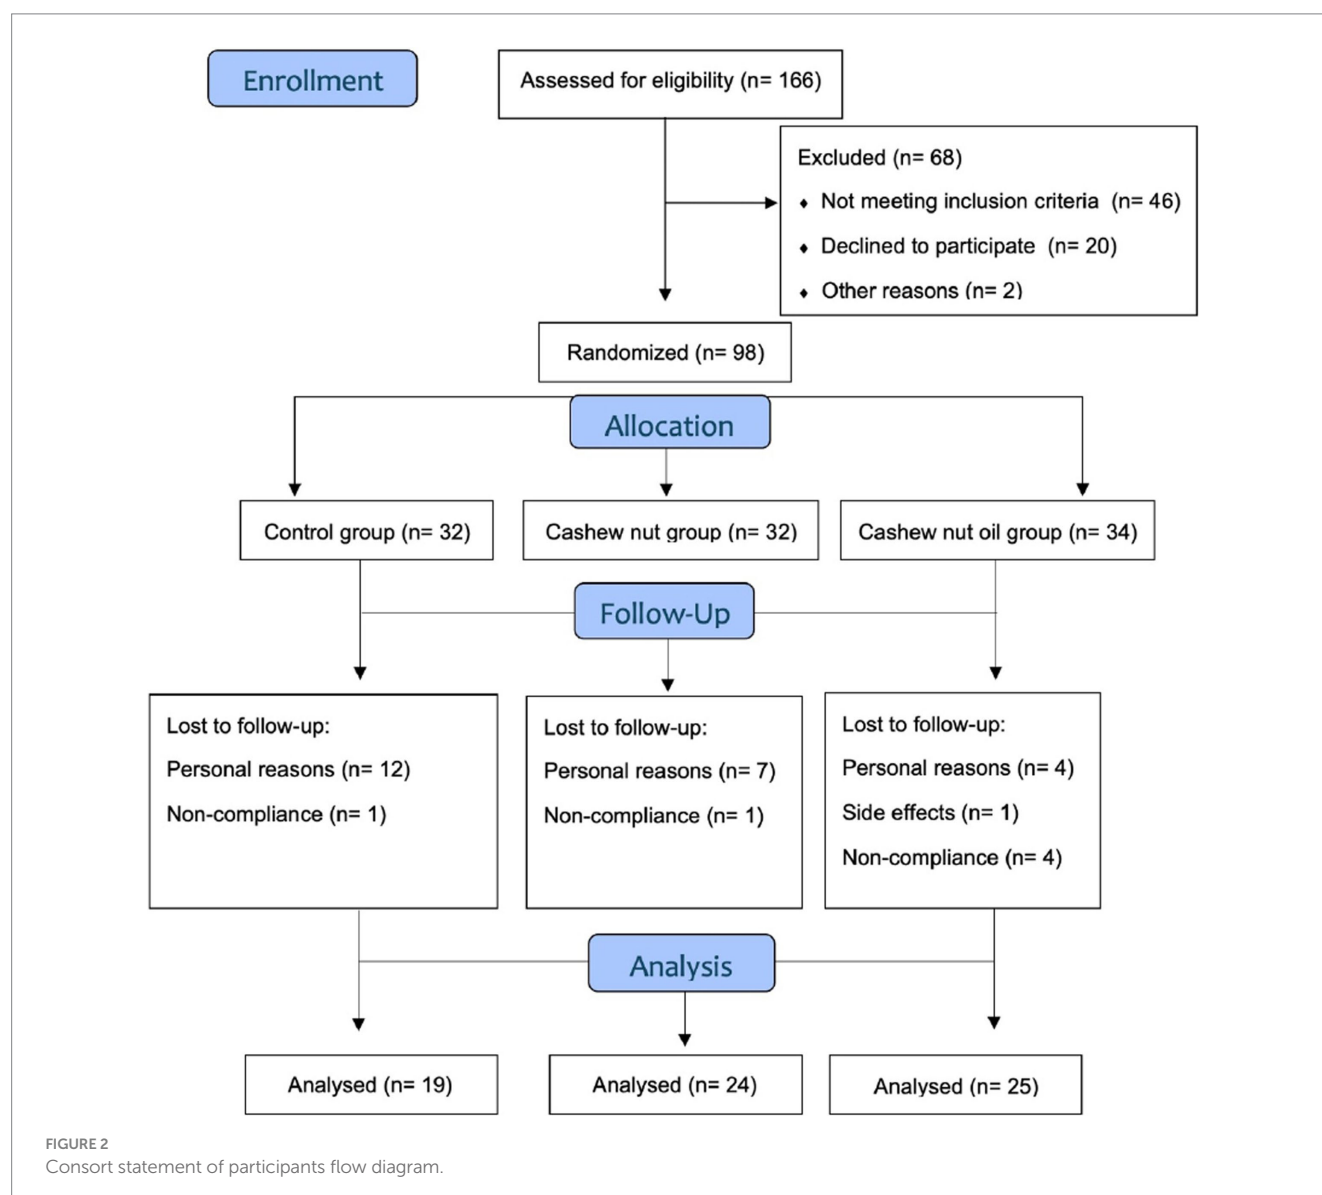 Enrollment
Assessed for eligibility (n= 166)
Excluded (n= 68)
⬧ Not meeting inclusion criteria (n= 46)
⬧ Declined to participate (n= 20)
⬧ Other reasons (n= 2)
Randomized (n= 98)
Allocation
Control group (n= 32)
Cashew nut group (n= 32)
Cashew nut oil group (n= 34)
Follow-Up
Lost to follow-up:
Personal reasons (n= 12)
Non-compliance (n= 1)
Lost to follow-up:
Personal reasons (n= 7)
Non-compliance (n= 1)
Lost to follow-up:
Personal reasons (n= 4)
Side effects (n= 1)
Non-compliance (n= 4)
Analysis
Analysed (n= 19)
Analysed (n= 24)
Analysed (n= 25)
FIGURE 2
Consort statement of participants flow diagram.